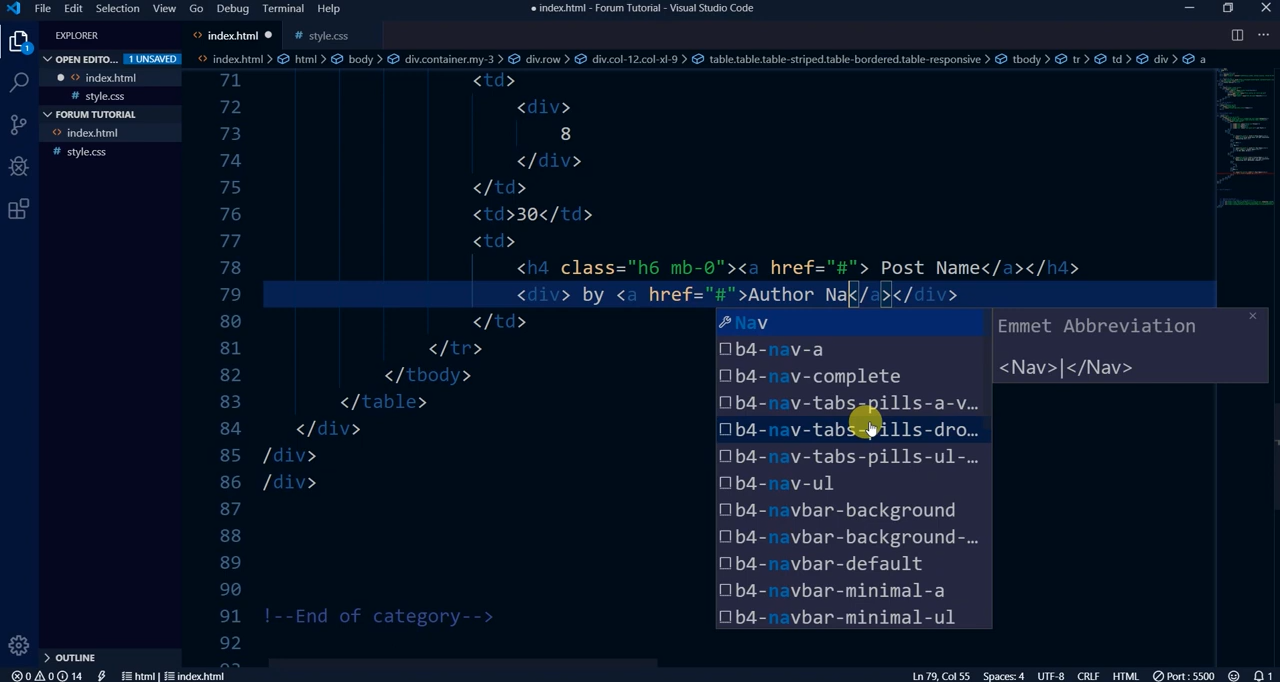 File Edit Selection View Go Debug Terminal Help
● index.html - Forum Tutorial - Visual Studio Code
EXPLORER
<> index.html ●
# style.css
OPEN EDITO... 1 UNSAVED
<> index.html > html > body > div.container.my-3 > div.row > div.col-12.col-xl-9 > table.table.table-striped.table-bordered.table-responsive > tbody > tr > td > div > a
● <> index.html
# style.css
FORUM TUTORIAL
<> index.html
# style.css
1
71 <td>
72 <div>
73 8
74 </div>
75 </td>
76 <td>30</td>
77 <td>
78 <h4 class="h6 mb-0"><a href="#"> Post Name</a></h4>
79 <div> by <a href="#">Author Na</a></div>
80 </td>
81 </tr>
82 </tbody>
83 </table>
84 </div>
85 /div>
86 /div>
87
88
89
90
91 !--End of category-->
92
Nav
b4-nav-a
b4-nav-complete
b4-nav-tabs-pills-a-v…
b4-nav-tabs-pills-dro…
b4-nav-tabs-pills-ul-…
b4-nav-ul
b4-navbar-background
b4-navbar-background-…
b4-navbar-default
b4-navbar-minimal-a
b4-navbar-minimal-ul
Emmet Abbreviation
<Nav>|</Nav>
> OUTLINE
0 0 14 html | index.html
Ln 79, Col 55 Spaces: 4 UTF-8 CRLF HTML Port : 5500 1